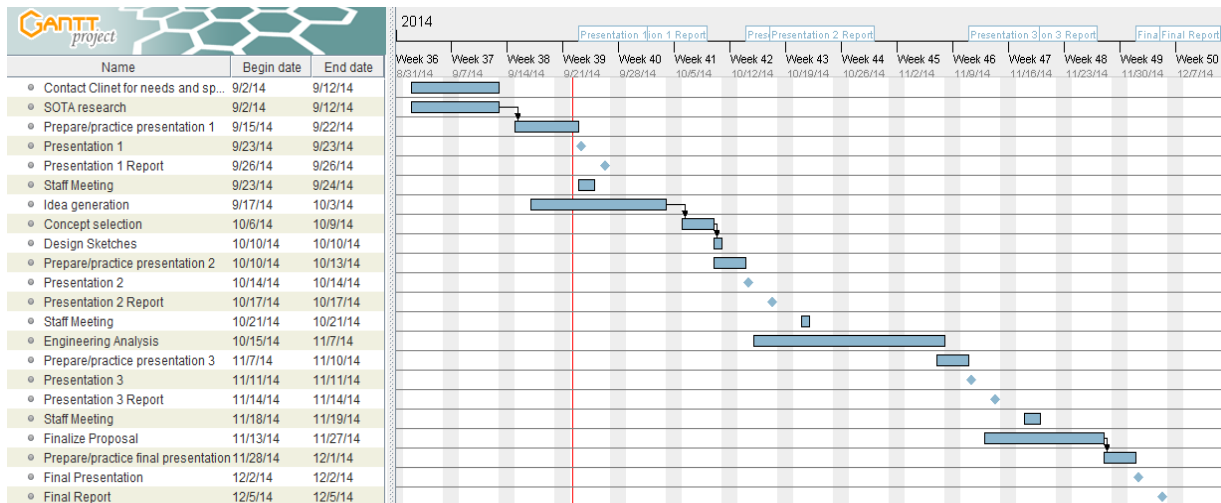 GANTT project
2014
Presentation 1 ion 1 Report Pres Presentation 2 Report Presentation 3 on 3 Report Fina Final Report
Week 36 Week 37 Week 38 Week 39 Week 40 Week 41 Week 42 Week 43 Week 44 Week 45 Week 46 Week 47 Week 48 Week 49 Week 50
8/31/14 9/7/14 9/14/14 9/21/14 9/28/14 10/5/14 10/12/14 10/19/14 10/26/14 11/2/14 11/9/14 11/16/14 11/23/14 11/30/14 12/7/14
Name Begin date End date
Contact Clinet for needs and sp... 9/2/14 9/12/14
SOTA research 9/2/14 9/12/14
Prepare/practice presentation 1 9/15/14 9/22/14
Presentation 1 9/23/14 9/23/14
Presentation 1 Report 9/26/14 9/26/14
Staff Meeting 9/23/14 9/24/14
Idea generation 9/17/14 10/3/14
Concept selection 10/6/14 10/9/14
Design Sketches 10/10/14 10/10/14
Prepare/practice presentation 2 10/10/14 10/13/14
Presentation 2 10/14/14 10/14/14
Presentation 2 Report 10/17/14 10/17/14
Staff Meeting 10/21/14 10/21/14
Engineering Analysis 10/15/14 11/7/14
Prepare/practice presentation 3 11/7/14 11/10/14
Presentation 3 11/11/14 11/11/14
Presentation 3 Report 11/14/14 11/14/14
Staff Meeting 11/18/14 11/19/14
Finalize Proposal 11/13/14 11/27/14
Prepare/practice final presentation 11/28/14 12/1/14
Final Presentation 12/2/14 12/2/14
Final Report 12/5/14 12/5/14